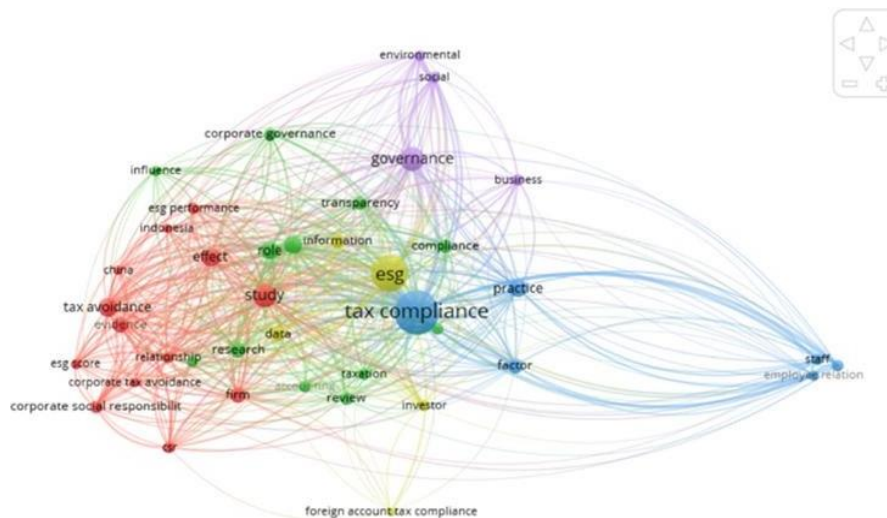 environmental
social
corporate governance
governance
influence
business
esg performance
transparency
indonesia
role
information
compliance
effect
china
esg
study
practice
tax avoidance
tax compliance
evidence
data
research
relationship
staff
esg score
taxation
factor
employee relation
corporate tax avoidance
accounting
firm
review
investor
corporate social responsibilit
csr
foreign account tax compliance